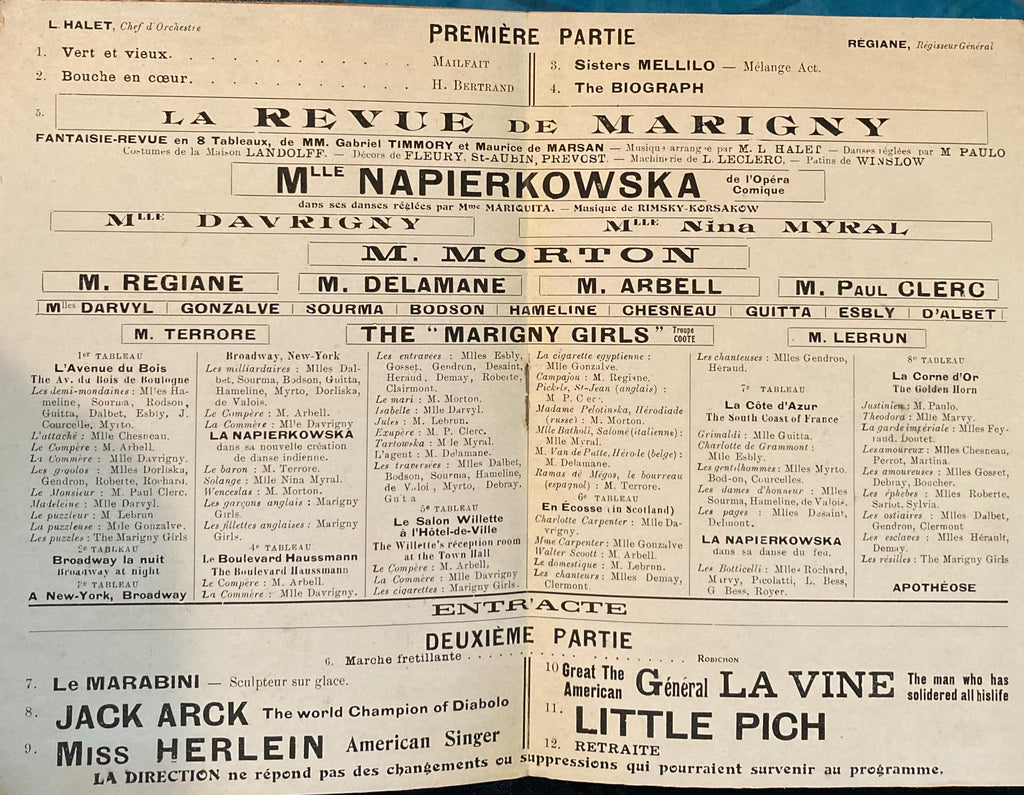 L. HALET, Chef d'Orchestre
PREMIÈRE PARTIE
RÉGIANE, Régisseur Général
1. Vert et vieux. . . . . . . . . . . MAILFAIT
2. Bouche en cœur. . . . . . . . . . H. BERTRAND
3. Sisters MELLILO — Mélange Act.
4. The BIOGRAPH
5. LA REVUE DE MARIGNY
FANTAISIE-REVUE en 8 Tableaux, de MM. Gabriel TIMMORY et Maurice de MARSAN — Musique arrangée par M. L. HALET — Danses réglées par M PAULO
Costumes de la Maison LANDOLFF. — Décors de FLEURY, St-AUBIN, PREVOST. — Machinerie de L. LECLERC, — Patins de WINSLOW
MLLE NAPIERKOWSKA de l'Opéra Comique
dans ses danses réglées par Mme MARIQUITA. — Musique de RIMSKY-KORSAKOW
MLLE DAVRIGNY
MLLE Nina MYRAL
M. MORTON
M. REGIANE
M. DELAMANE
M. ARBELL
M. PAUL CLERC
Mlles DARVYL | GONZALVE | SOURMA | BODSON | HAMELINE | CHESNEAU | GUITTA | ESBLY | D'ALBET
M. TERRORE
THE "MARIGNY GIRLS" Troupe COOTE
M. LEBRUN
1er TABLEAU
L'Avenue du Bois
The Av. du Bois de Boulogne
Les demi-mondaines : Mlles Ha-
meline, Sourma, Rodson,
Guitta, Dalbet, Esbly, J.
Courcelle, Myrto.
L'attaché : Mlle Chesneau.
Le Compère : M. Arbell.
La Commère : Mlle Davrigny.
Les gigolos : Mlles Dorliska,
Gendron, Roberte, Rochard.
Le Monsieur : M. Paul Clerc.
Madeleine : Mlle Darvyl.
Le puzzleur : M Lebrun
La puzzleuse : Mlle Gonzalve.
Les puzzles : The Marigny Girls
2e TABLEAU
Broadway la nuit
Broadway at night
3e TABLEAU
A New-York, Broadway
Broadway, New-York
Les milliardaires : Mlles Dal-
bet, Sourma, Bodson, Guitta,
Hameline, Myrto, Dorliska,
de Valois.
Le Compère : M. Arbell.
La Commère : Mlle Davrigny
LA NAPIERKOWSKA
dans sa nouvelle création
de danse indienne.
Le baron : M. Terrore.
Solange : Mlle Nina Myral.
Wenceslas : M. Morton.
Les garçons anglais : Marigny
Girls.
Les fillettes anglaises : Marigny
Girls.
4e TABLEAU
Le Boulevard Haussmann
The Boulevard Haussmann
Le Compère : M. Arbell.
La Commère : Mlle Davrigny.
Les entravées : Mlles Esbly,
Gosset, Gendron, Desaint,
Heraud, Demay, Roberte,
Clairmont.
Le mari : M. Morton.
Isabelle : Mlle Darvyl.
Jules : M. Lebrun.
Exupère : M. P. Clerc.
Tarlowska : Mlle Myral.
L'agent : M. Delamane.
Les traversées : Mlles Dalbet,
Bodson, Sourma, Hameline,
de Valoi, Myrto, Debray,
Guitta
5e TABLEAU
Le Salon Willette
à l'Hôtel-de-Ville
The Willette's réception room
at the Town Hall
Le Compère : M. Arbell,
La Commère : Mlle Davrigny
Les cigarettes : Marigny Girls.
La cigarette egyptienne :
Mlle Gonzalve.
Campajou : M. Régiane.
Pickels, St-Jean (anglais) :
M. P. Cerc.
Madame Pelotinska, Hérodiade
(russe) : M. Morton.
Mlle Batholi, Salomé (italienne) :
Mlle Myral.
M. Van de Putte, Hérode (belge) :
M. Delamane.
Ramas de Mégo, le bourreau
(espagnol) : M. Terrore.
6e TABLEAU
En Écosse (in Scotland)
Charlotte Carpenter : Mlle Da-
vrigny.
Mme Carpenter : Mlle Gonzalve
Walter Scoott : M. Arbell.
Le domestique : M. Lebrun.
Les chanteurs : Mlles Demay,
Clermont.
Les chanteuses : Mlles Gendron,
Héraud.
7e TABLEAU
La Côte d'Azur
The South Coast of France
Grimaldi : Mlle Guitta.
Charlotte de Grammont :
Mlle Esbly.
Les gentilhommes : Mlles Myrto.
Bodson, Courcelles.
Les dames d'honneur : Mlles
Sourma, Hameline, de Valois.
Les pages : Mlles Desaint,
Delmont.
LA NAPIERKOWSKA
dans sa danse du feu.
Les Botticelli : Mlles Rochard,
Marvy, Picolatti, L. Bess,
G Bess, Royer.
8e TABLEAU
La Corne d'Or
The Golden Horn
Justinien : M. Paulo.
Theodora : Mlle Marvy.
La garde impériale : Mlles Fey-
raud, Doutet.
Les amoureux : Mlles Chesneau,
Perrot, Martina.
Les amoureuses : Mlles Gosset,
Debray, Boucher.
Les éphèbes : Mlles Roberte,
Sariot, Sylvia.
Les ostiaires : Mlles Dalbet,
Gendron, Clermont
Les esclaves : Mlles Hérault,
Demay.
Les résilles : The Marigny Girls
APOTHÉOSE
ENTR'ACTE
DEUXIÈME PARTIE
6. Marche fretillante . . . . . . . . . ROBICHON
7. Le MARABINI — Sculpteur sur glace.
8. JACK ARCK The world Champion of Diabolo
9. MISS HERLEIN American Singer
10 Great The American Général LA VINE The man who has solidered all hislife
11. LITTLE PICH
12. RETRAITE
LA DIRECTION ne répond pas des changements ou suppressions qui pourraient survenir au programme.